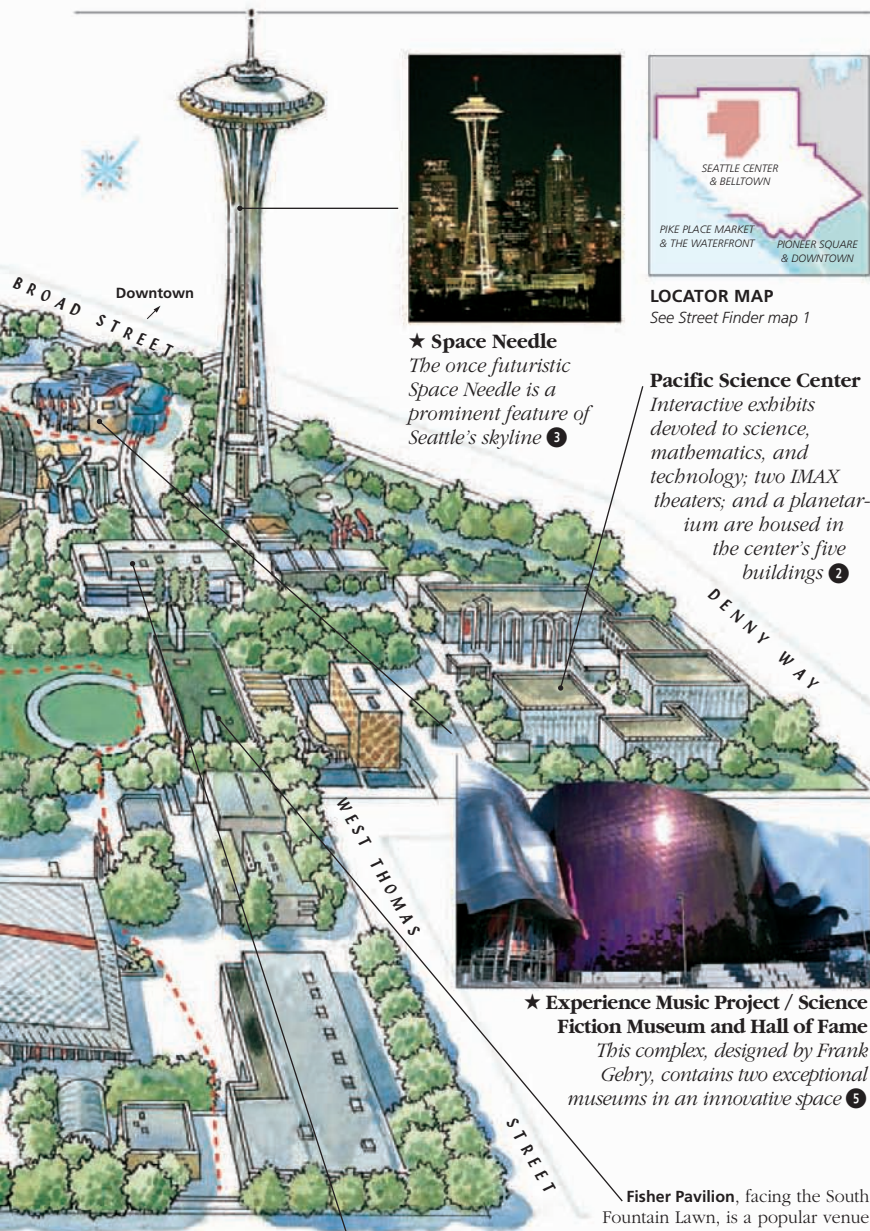 BROAD STREET
Downtown
★ Space Needle
The once futuristic
Space Needle is a
prominent feature of
Seattle's skyline 3
SEATTLE CENTER
& BELLTOWN
PIKE PLACE MARKET
& THE WATERFRONT
PIONEER SQUARE
& DOWNTOWN
LOCATOR MAP
See Street Finder map 1
Pacific Science Center
Interactive exhibits
devoted to science,
mathematics, and
technology; two IMAX
theaters; and a planetar-
ium are housed in
the center's five
buildings 2
DENNY WAY
WEST THOMAS
STREET
★ Experience Music Project / Science
Fiction Museum and Hall of Fame
This complex, designed by Frank
Gehry, contains two exceptional
museums in an innovative space 5
Fisher Pavilion, facing the South
Fountain Lawn, is a popular venue